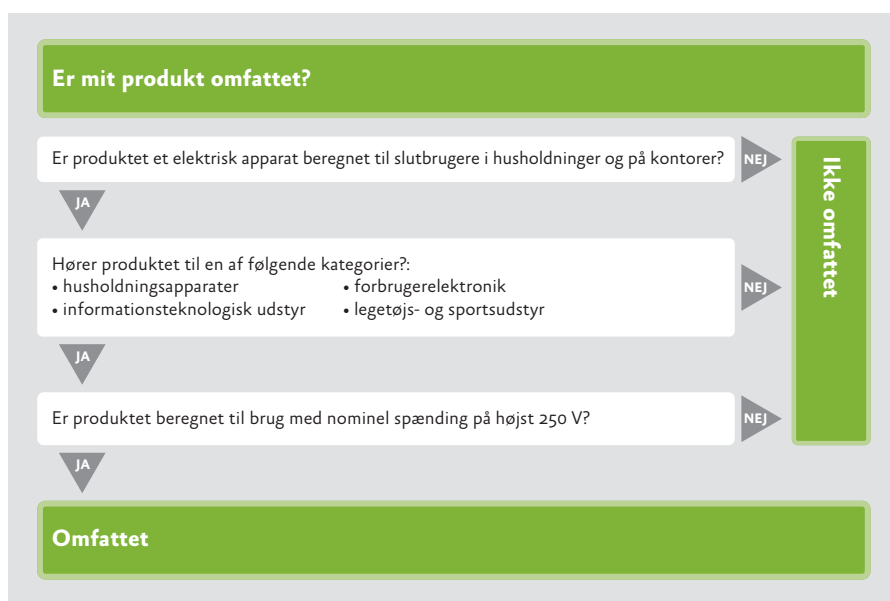 Er mit produkt omfattet?
Er produktet et elektrisk apparat beregnet til slutbrugere i husholdninger og på kontorer?
NEJ
Ikke omfattet
JA
Hører produktet til en af følgende kategorier?:
• husholdningsapparater • forbrugerelektronik
• informationsteknologisk udstyr • legetøjs- og sportsudstyr
NEJ
JA
Er produktet beregnet til brug med nominel spænding på højst 250 V?
NEJ
JA
Omfattet